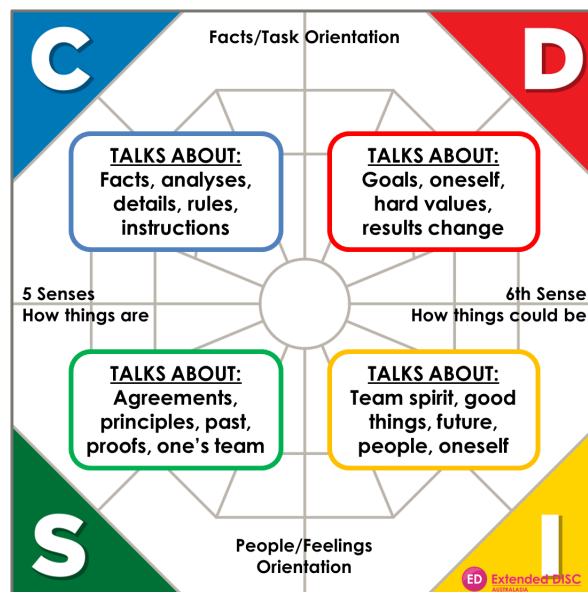 C
Facts/Task Orientation
D
TALKS ABOUT:
Facts, analyses,
details, rules,
instructions
TALKS ABOUT:
Goals, oneself,
hard values,
results change
5 Senses
How things are
6th Sense
How things could be
TALKS ABOUT:
Agreements,
principles, past,
proofs, one’s team
TALKS ABOUT:
Team spirit, good
things, future,
people, oneself
S
People/Feelings
Orientation
I
ED Extended DISC
AUSTRALASIA